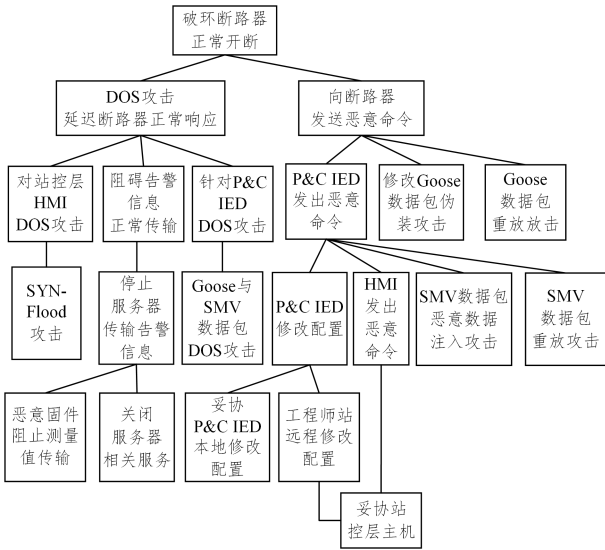 破环断路器
正常开断
DOS攻击
延迟断路器正常响应
向断路器
发送恶意命令
对站控层
HMI
DOS攻击
阻碍告警
信息
正常传输
针对P&C
IED
DOS攻击
P&C IED
发出恶意
命令
修改Goose
数据包伪
装攻击
Goose
数据包
重放放击
SYN-
Flood
攻击
停止
服务器
传输告警
信息
Goose与
SMV
数据包
DOS攻击
P&C IED
修改配置
HMI
发出
恶意
命令
SMV数据包
恶意数据
注入攻击
SMV
数据包
重放攻击
恶意固件
阻止测量
值传输
关闭
服务器
相关服务
妥协
P&C IED
本地修改
配置
工程师站
远程修改
配置
妥协站
控层主机